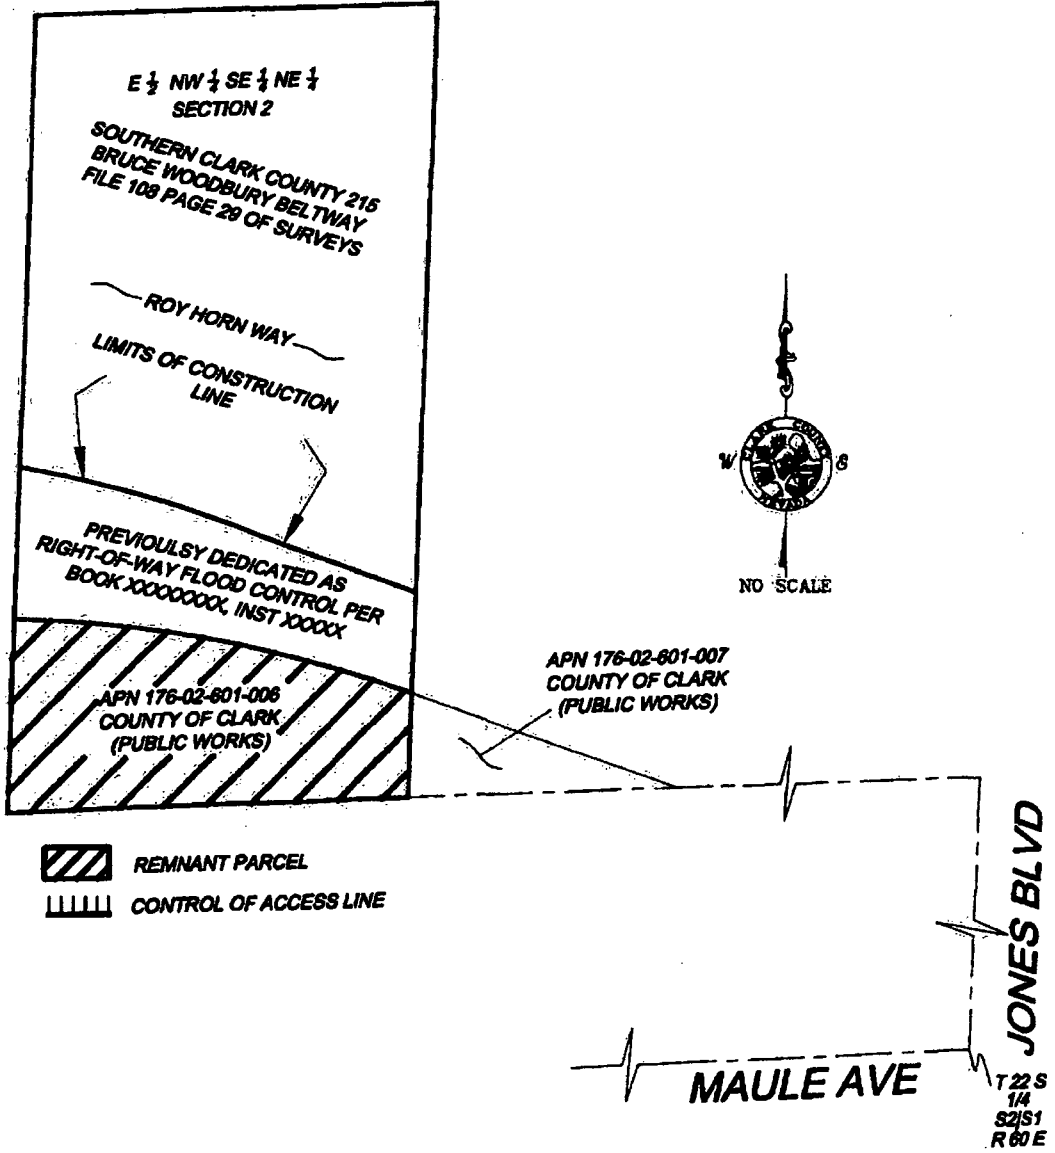 E 1/2 NW 1/4 SE 1/4 NE 1/4
SECTION 2
SOUTHERN CLARK COUNTY 215
BRUCE WOODBURY BELTWAY
FILE 108 PAGE 29 OF SURVEYS
ROY HORN WAY
LIMITS OF CONSTRUCTION
LINE
PREVIOULSY DEDICATED AS
RIGHT-OF-WAY FLOOD CONTROL PER
BOOK XXXXXXXX, INST XXXXX
APN 176-02-601-006
COUNTY OF CLARK
(PUBLIC WORKS)
APN 176-02-601-007
COUNTY OF CLARK
(PUBLIC WORKS)
W
CLARK COUNTY
NEVADA
NO SCALE
REMNANT PARCEL
CONTROL OF ACCESS LINE
JONES BLVD
MAULE AVE
T 22 S
1/4
S2|S1
R 60 E